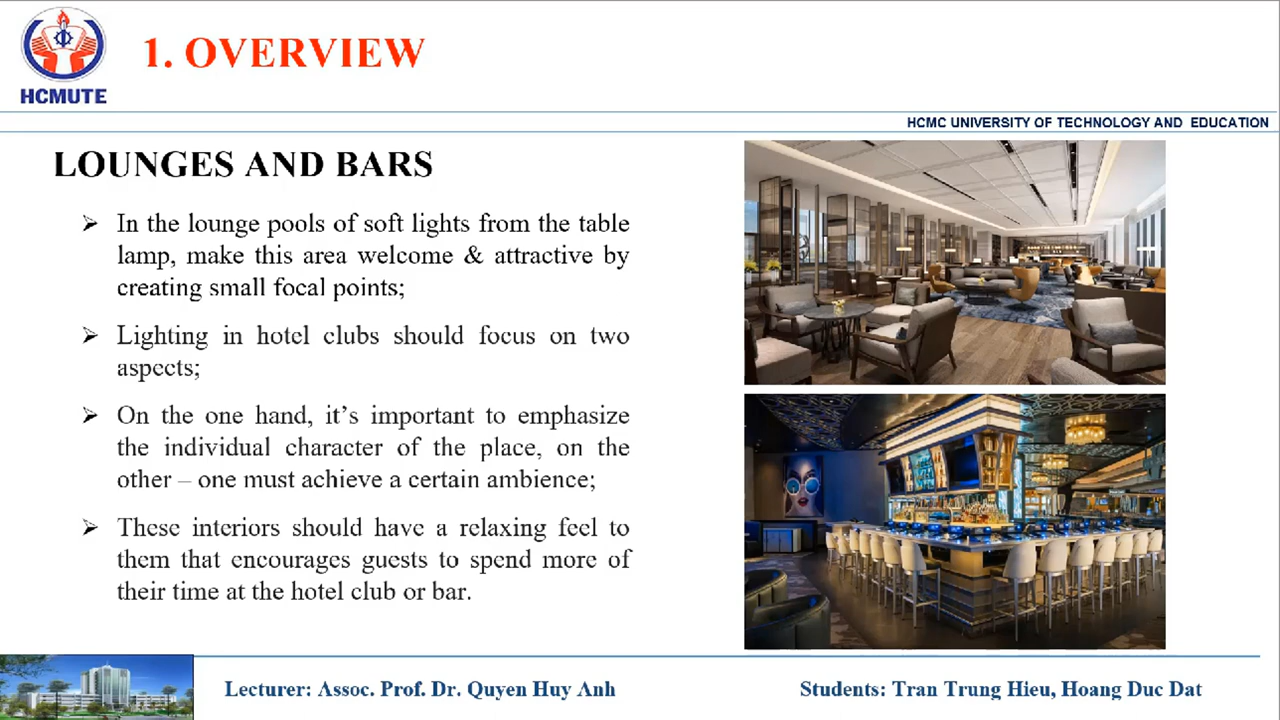 HCMUTE
1. OVERVIEW
HCMC UNIVERSITY OF TECHNOLOGY AND EDUCATION
LOUNGES AND BARS
➢ In the lounge pools of soft lights from the table
lamp, make this area welcome & attractive by
creating small focal points;
➢ Lighting in hotel clubs should focus on two
aspects;
➢ On the one hand, it's important to emphasize
the individual character of the place, on the
other – one must achieve a certain ambience;
➢ These interiors should have a relaxing feel to
them that encourages guests to spend more of
their time at the hotel club or bar.
Lecturer: Assoc. Prof. Dr. Quyen Huy Anh
Students: Tran Trung Hieu, Hoang Duc Dat